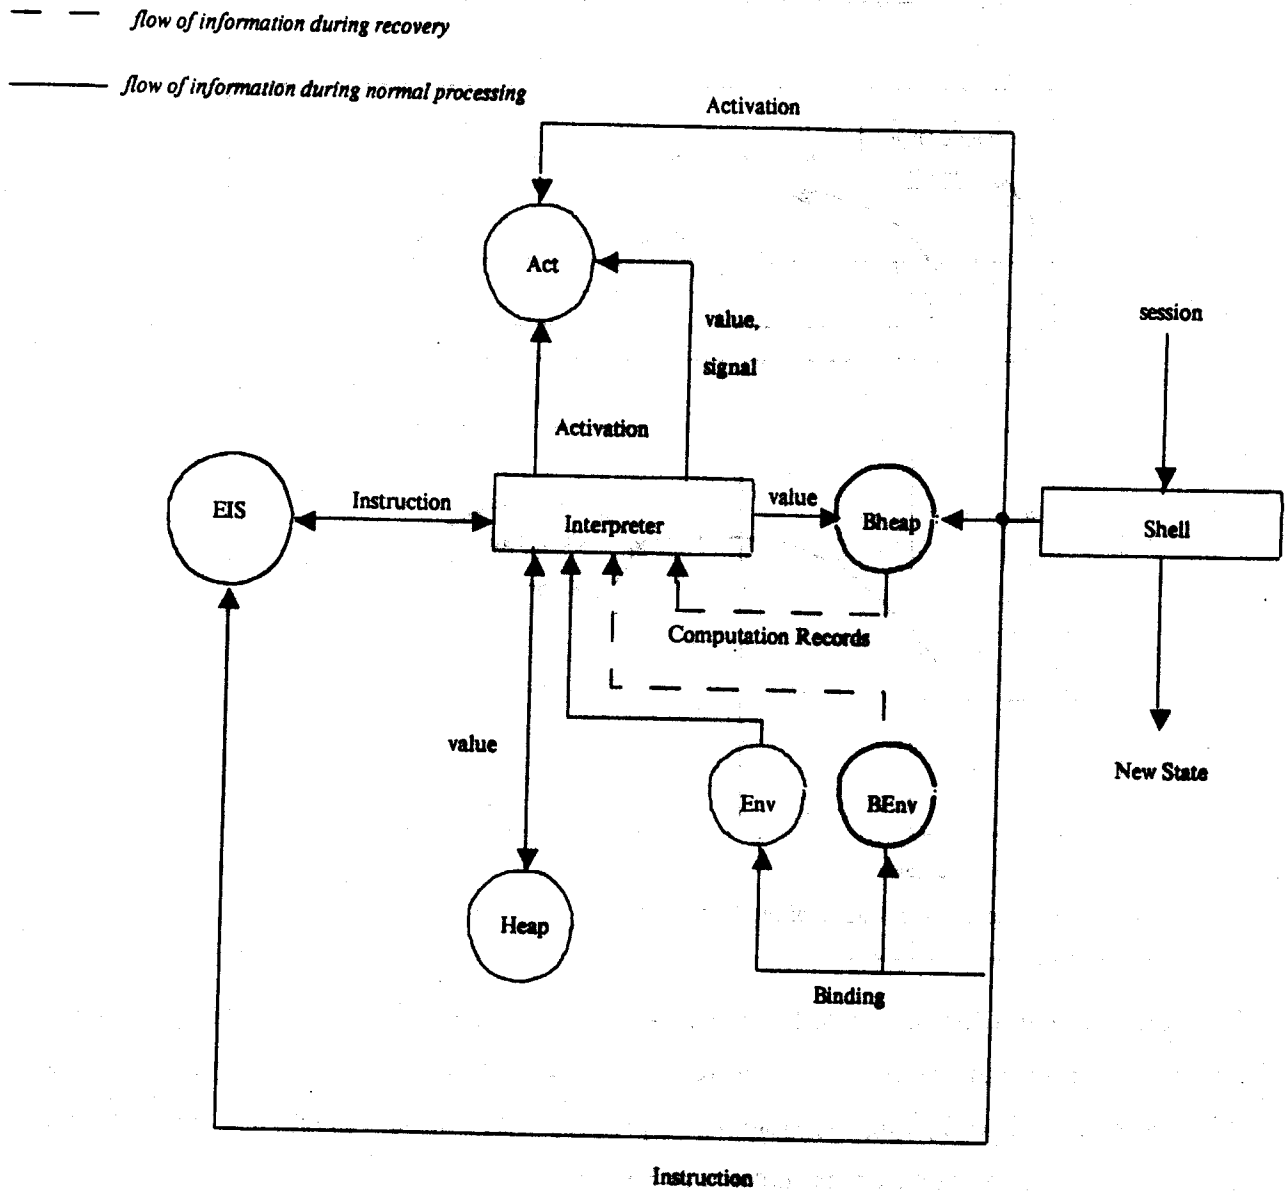 flow of information during recovery
flow of information during normal processing
Activation
Act
value,
signal
session
Activation
EIS
Instruction
Interpreter
value
Bheap
Shell
Computation Records
value
Env
BEnv
New State
Heap
Binding
Instruction